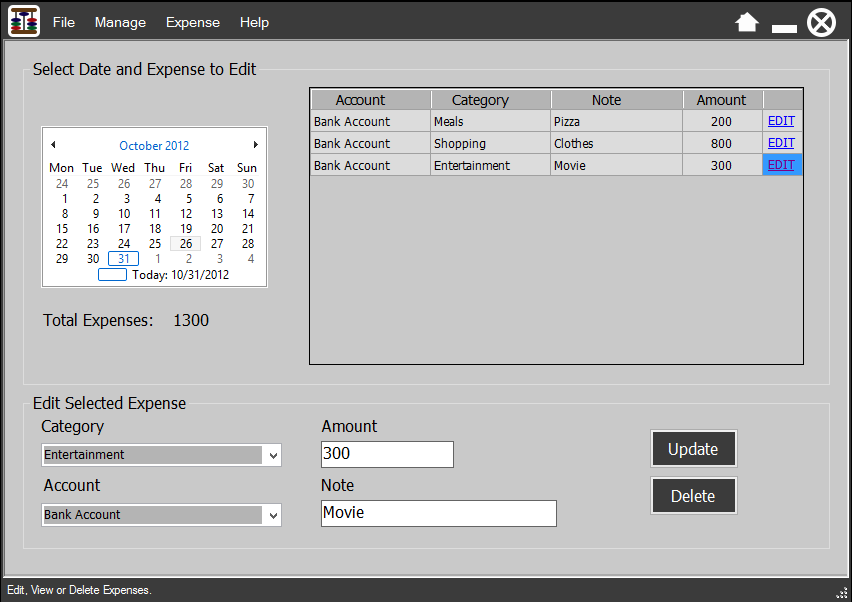 File Manage Expense Help
Select Date and Expense to Edit
October 2012
Mon Tue Wed Thu Fri Sat Sun
24 25 26 27 28 29 30
1 2 3 4 5 6 7
8 9 10 11 12 13 14
15 16 17 18 19 20 21
22 23 24 25 26 27 28
29 30 31 1 2 3 4
Today: 10/31/2012
Total Expenses: 1300
Account Category Note Amount
Bank Account Meals Pizza 200 EDIT
Bank Account Shopping Clothes 800 EDIT
Bank Account Entertainment Movie 300 EDIT
Edit Selected Expense
Category
Entertainment
Account
Bank Account
Amount
300
Note
Movie
Update
Delete
Edit, View or Delete Expenses.